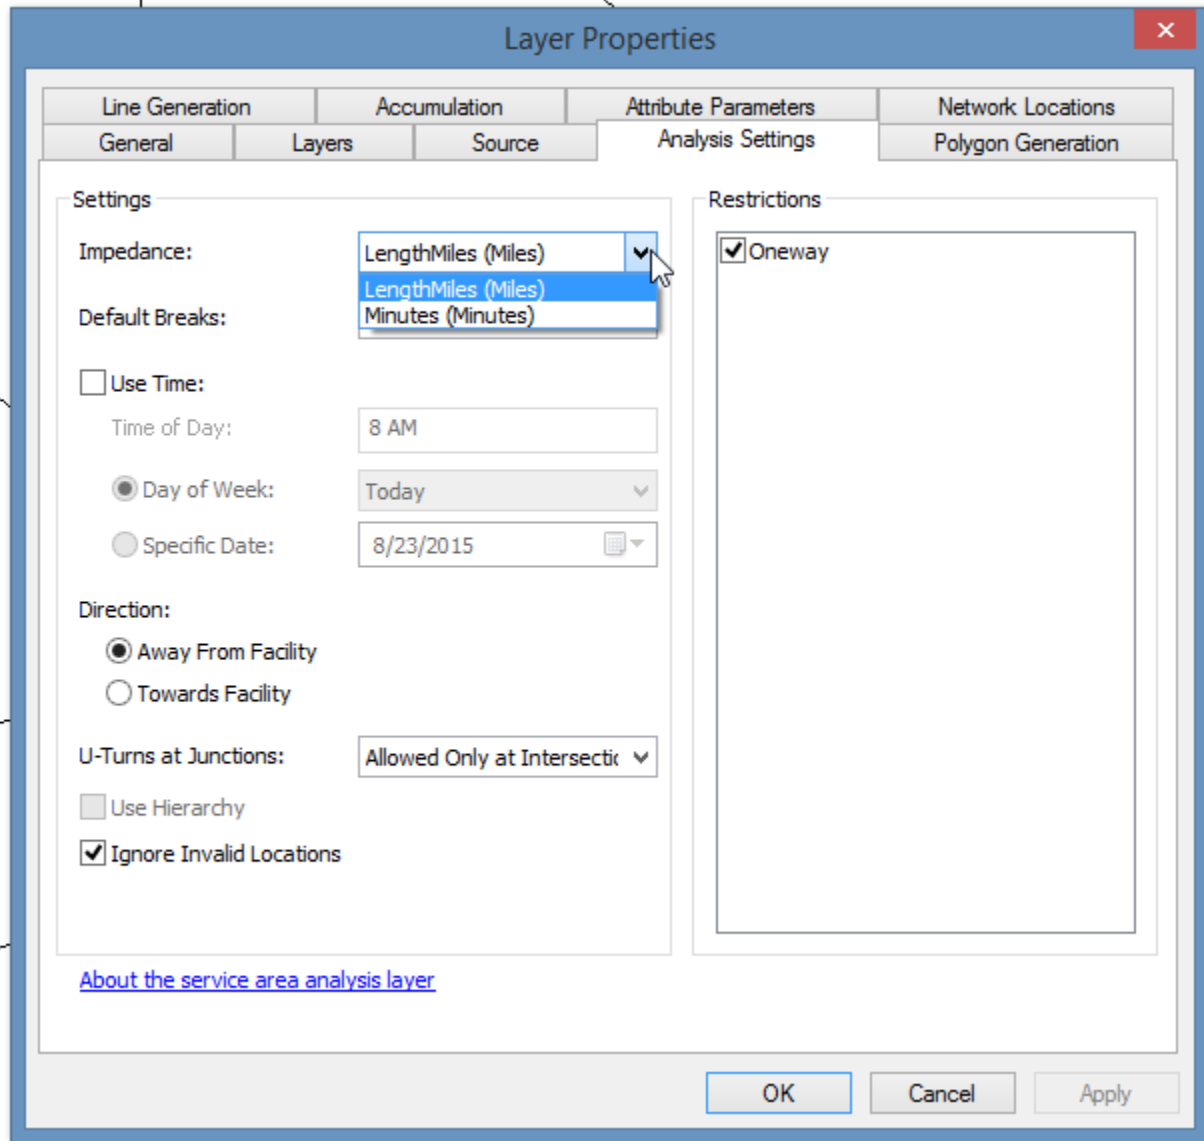 Layer Properties
Line Generation Accumulation Attribute Parameters Network Locations
General Layers Source Analysis Settings Polygon Generation
Settings
Impedance: LengthMiles (Miles)
LengthMiles (Miles)
Minutes (Minutes)
Default Breaks:
Use Time:
Time of Day: 8 AM
Day of Week: Today
Specific Date: 8/23/2015
Direction:
Away From Facility
Towards Facility
U-Turns at Junctions: Allowed Only at Intersectic
Use Hierarchy
Ignore Invalid Locations
Restrictions
Oneway
About the service area analysis layer
OK Cancel Apply